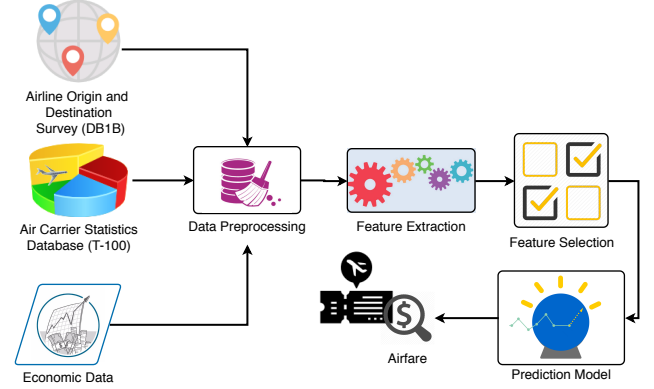 Airline Origin and
Destination
Survey (DB1B)
Air Carrier Statistics
Database (T-100)
Data Preprocessing
Feature Extraction
Feature Selection
Economic Data
Airfare
$
Prediction Model